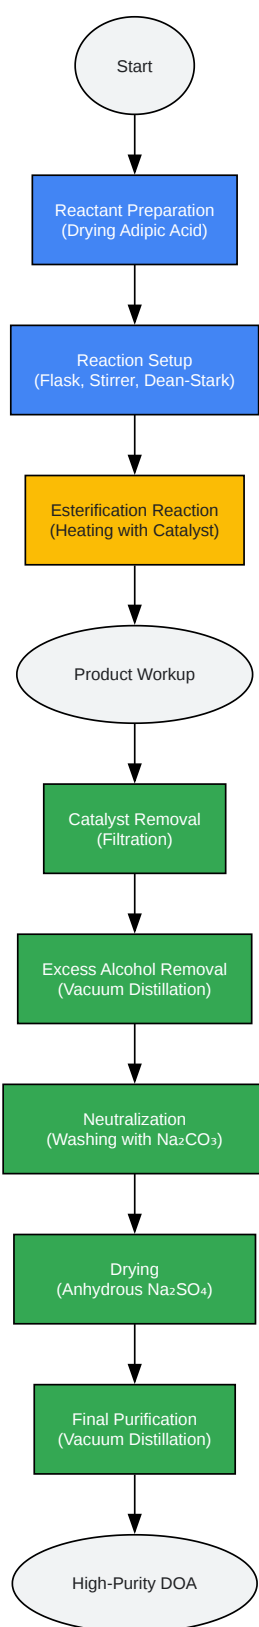 Start
Reactant Preparation
(Drying Adipic Acid)
Reaction Setup
(Flask, Stirrer, Dean-Stark)
Esterification Reaction
(Heating with Catalyst)
Product Workup
Catalyst Removal
(Filtration)
Excess Alcohol Removal
(Vacuum Distillation)
Neutralization
(Washing with Na₂CO₃)
Drying
(Anhydrous Na₂SO₄)
Final Purification
(Vacuum Distillation)
High-Purity DOA